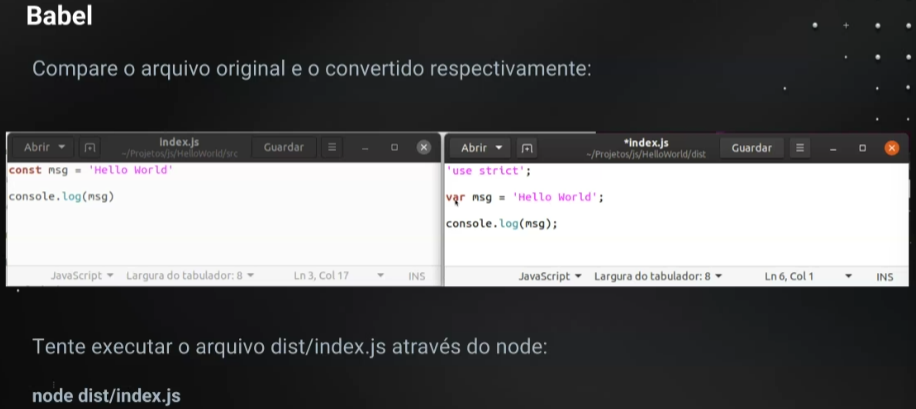 Babel
Compare o arquivo original e o convertido respectivamente:
Abrir
index.js
~/Projetos/js/HelloWorld/src
Guardar
const msg = 'Hello World'
console.log(msg)
JavaScript Largura do tabulador: 8 Ln 3, Col 17 INS
Abrir
*index.js
~/Projetos/js/HelloWorld/dist
Guardar
'use strict';
var msg = 'Hello World';
console.log(msg);
JavaScript Largura do tabulador: 8 Ln 6, Col 1 INS
Tente executar o arquivo dist/index.js através do node:
node dist/index.js